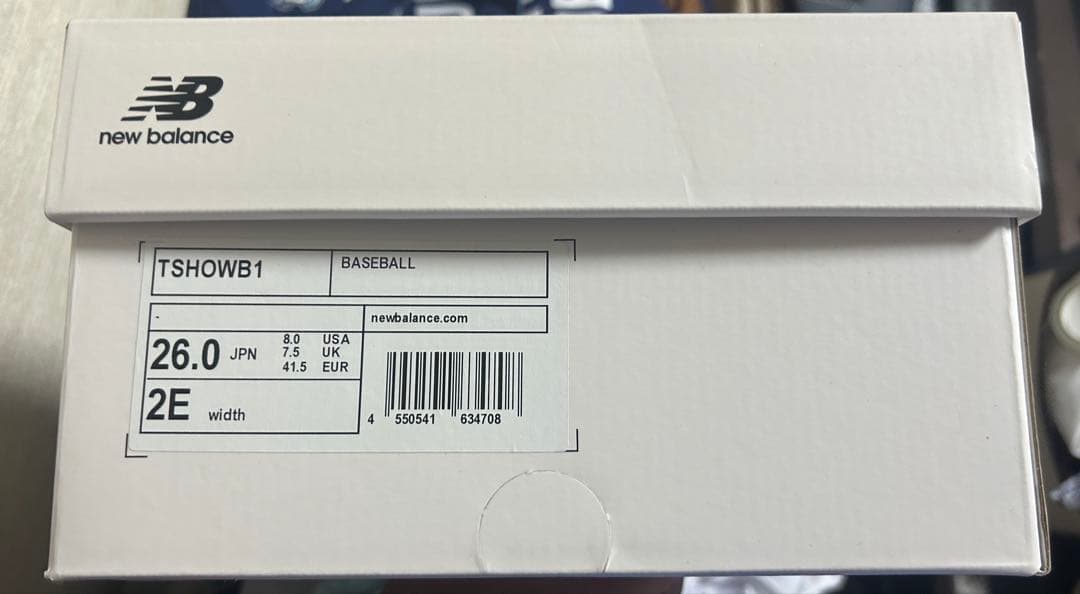 NB
new balance
TSHOWB1 BASEBALL
- newbalance.com
26.0 JPN 8.0 USA
7.5 UK
41.5 EUR
2E width
4 550541 634708